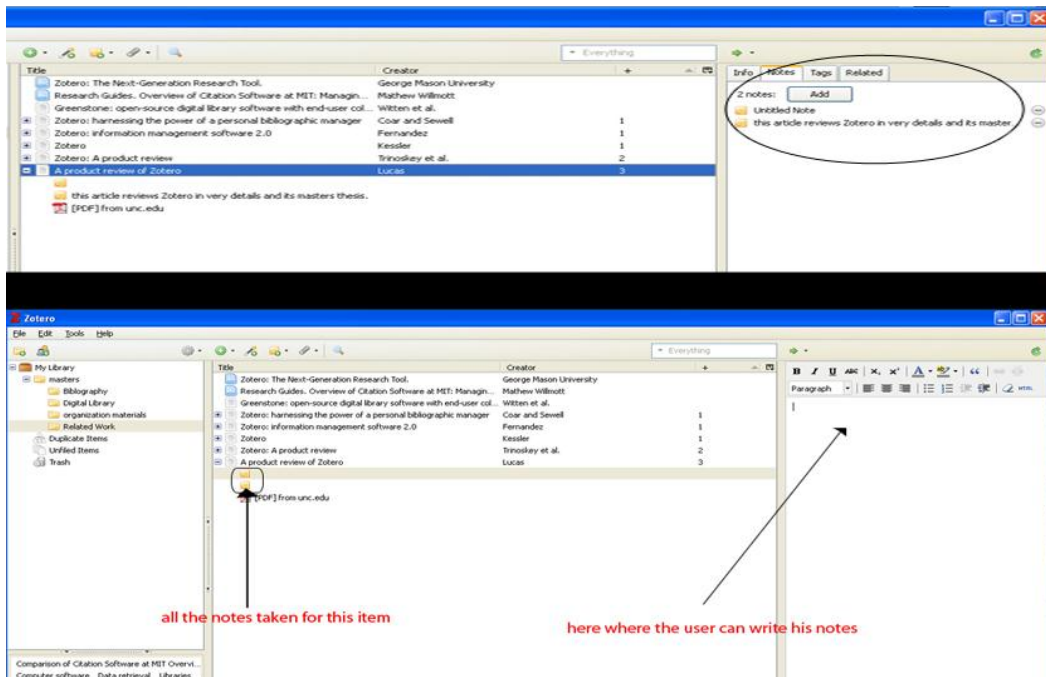 Everything
Title Creator +
Info Notes Tags Related
Zotero: The Next-Generation Research Tool. George Mason University
2 notes: Add
Research Guides. Overview of Citation Software at MIT: Managin... Mathew Willmott
Untitled Note
Greenstone: open-source digital library software with end-user col... Witten et al.
this article reviews Zotero in very details and its master...
Zotero: harnessing the power of a personal bibliographic manager Coar and Sewell 1
Zotero: information management software 2.0 Fernandez 1
Zotero Kessler 1
Zotero: A product review Trinoskey et al. 2
A product review of Zotero Lucas 3
this article reviews Zotero in very details and its masters thesis.
[PDF] from unc.edu
Zotero
File Edit Tools Help
Everything
My Library
masters
Bibliography
Digital Library
organization materials
Related Work
Duplicate Items
Unfiled Items
Trash
Title Creator +
Zotero: The Next-Generation Research Tool. George Mason University
Research Guides. Overview of Citation Software at MIT: Managin... Mathew Willmott
Greenstone: open-source digital library software with end-user col... Witten et al.
Zotero: harnessing the power of a personal bibliographic manager Coar and Sewell 1
Zotero: information management software 2.0 Fernandez 1
Zotero Kessler 1
Zotero: A product review Trinoskey et al. 2
A product review of Zotero Lucas 3
[PDF] from unc.edu
B I U ABC x, x' A ab
Paragraph HTML
all the notes taken for this item
here where the user can write his notes
Comparison of Citation Software at MIT Overvi...
Computer software Data retrieval Libraries